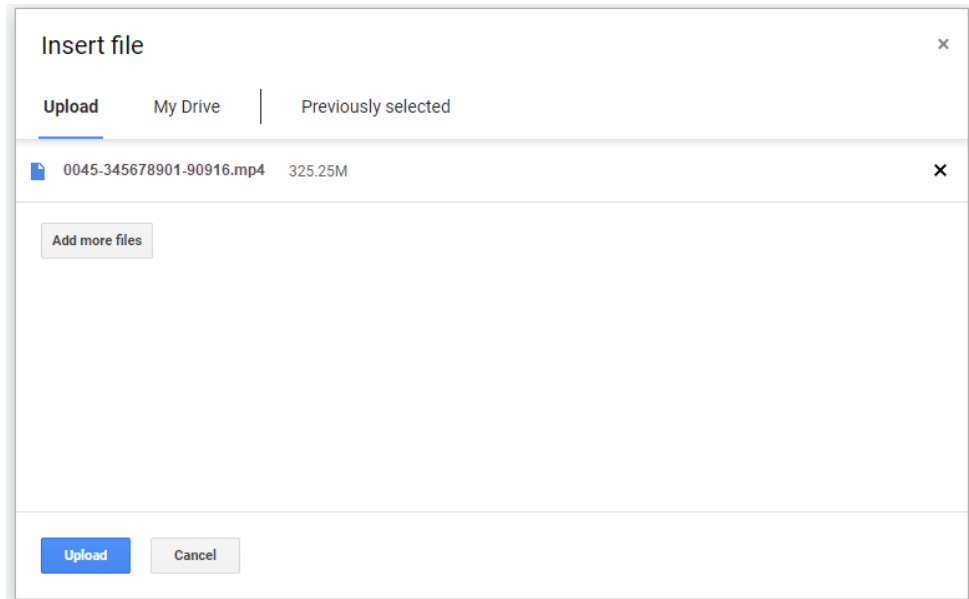 Insert file ×
Upload My Drive Previously selected
0045-345678901-90916.mp4 325.25M ×
Add more files
Upload Cancel